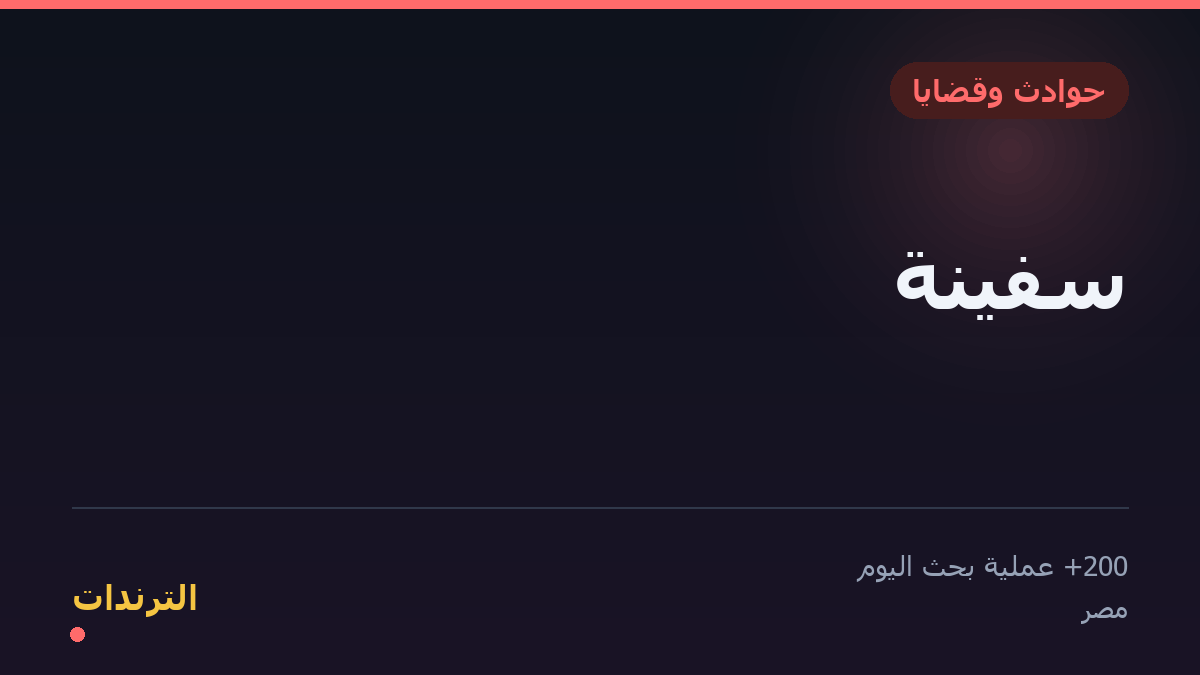 حوادث وقضايا
سفينة
200+ عملية بحث اليوم
مصر
الترندات